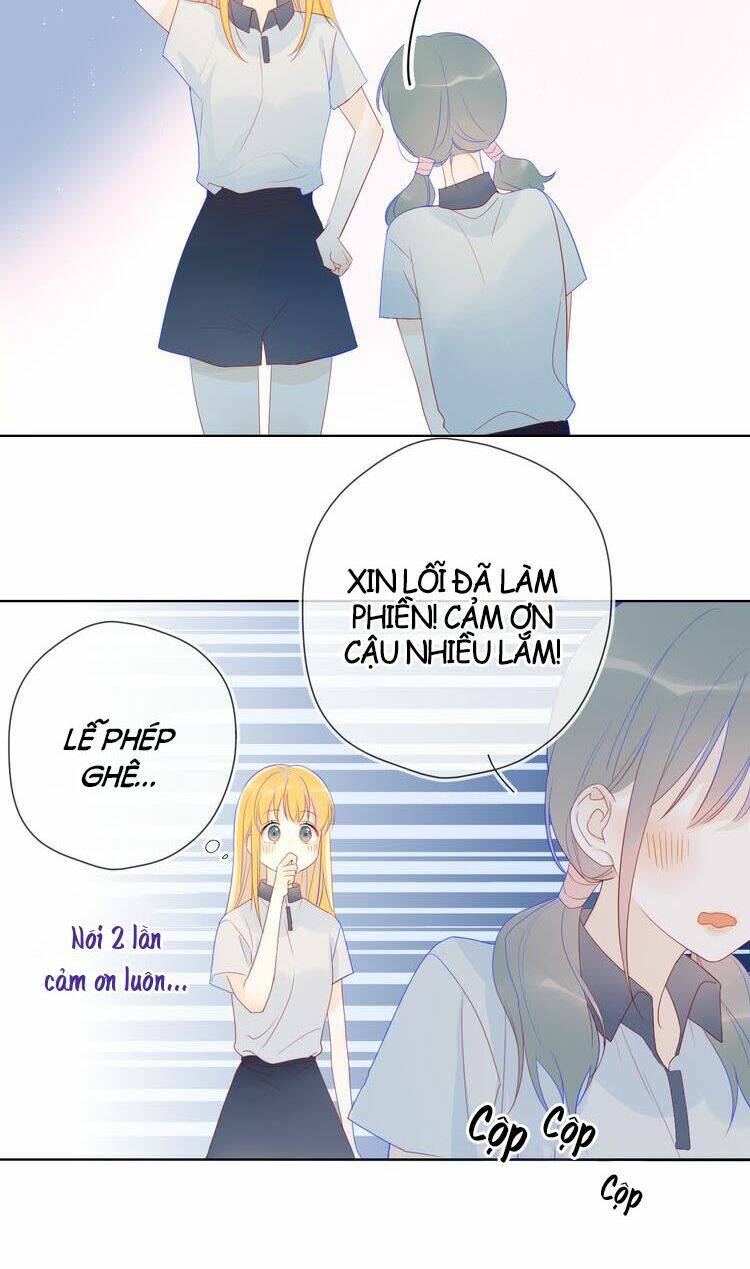 XIN LỖI ĐÃ LÀM
PHIỀN! CẢM ƠN
CẬU NHIỀU LẮM!
LỄ PHÉP
GHÊ...
Nói 2 lần
cảm ơn luôn...
Cộp Cộp
Cộp